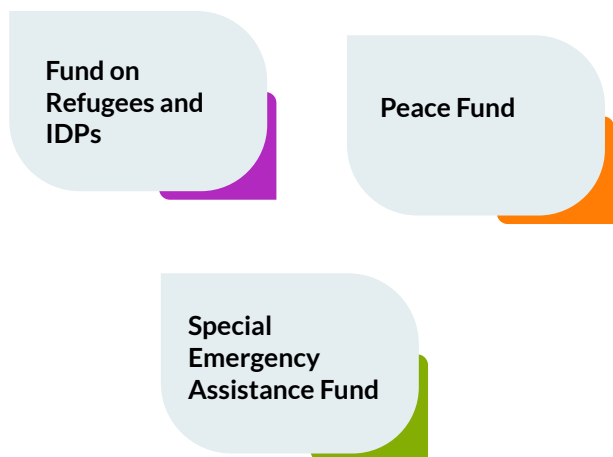 Fund on
Refugees and
IDPs
Peace Fund
Special
Emergency
Assistance Fund